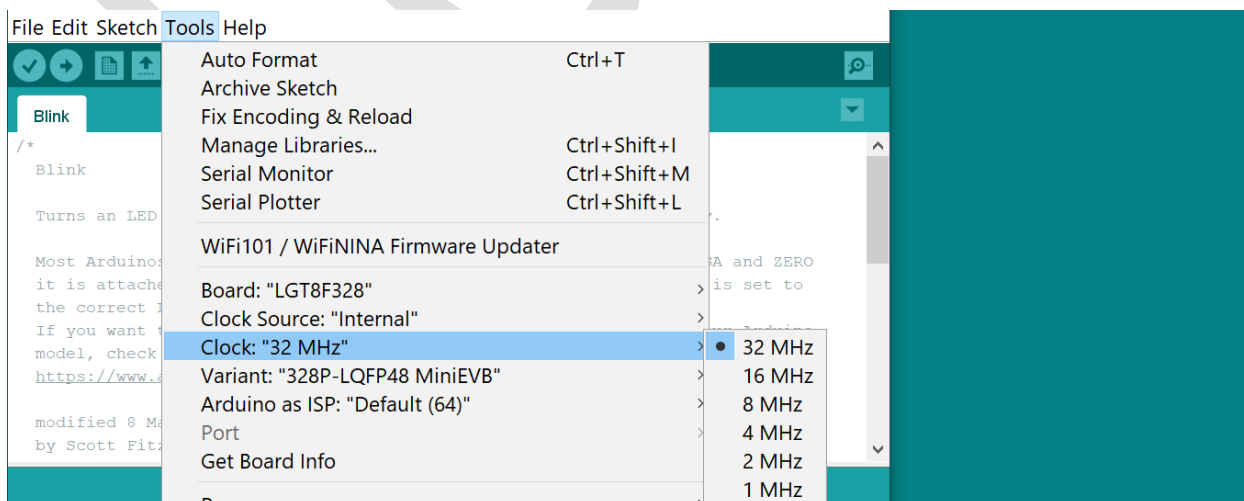 File Edit Sketch Tools Help
Auto Format Ctrl+T
Archive Sketch
Fix Encoding & Reload
Blink
Manage Libraries... Ctrl+Shift+I
/*
Serial Monitor Ctrl+Shift+M
Blink
Serial Plotter Ctrl+Shift+L
Turns an LED
WiFi101 / WiFiNINA Firmware Updater
Most Arduinos and ZERO
it is is set to
Board: "LGT8F328"
the correct
Clock Source: "Internal"
If you want
Clock: "32 MHz" 32 MHz
model, check
Variant: "328P-LQFP48 MiniEVB" 16 MHz
https://www.
Arduino as ISP: "Default (64)" 8 MHz
modified 8
Port 4 MHz
by Scott
Get Board Info 2 MHz
1 MHz